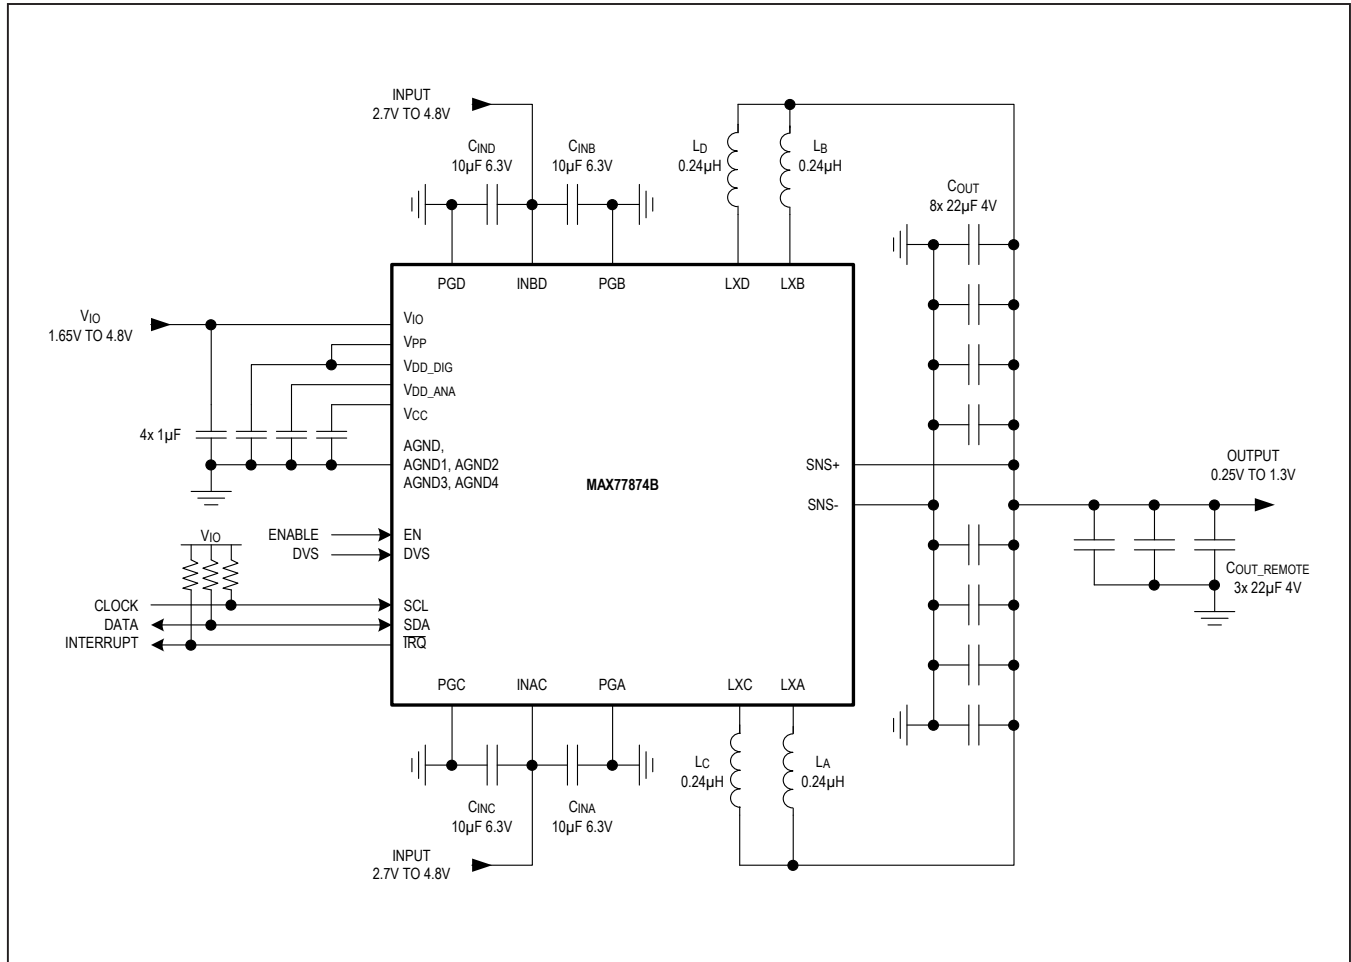 INPUT
2.7V TO 4.8V
CIND
10µF 6.3V
CINB
10µF 6.3V
LD
0.24µH
LB
0.24µH
COUT
8x 22µF 4V
PGD
INBD
PGB
LXD
LXB
VIO
1.65V TO 4.8V
VIO
VPP
VDD_DIG
VDD_ANA
VCC
4x 1µF
AGND,
AGND1, AGND2
AGND3, AGND4
MAX77874B
SNS+
SNS-
OUTPUT
0.25V TO 1.3V
ENABLE
DVS
EN
DVS
VIO
CLOCK
DATA
INTERRUPT
SCL
SDA
IRQ
COUT_REMOTE
3x 22µF 4V
PGC
INAC
PGA
LXC
LXA
LC
0.24µH
LA
0.24µH
CINC
10µF 6.3V
CINA
10µF 6.3V
INPUT
2.7V TO 4.8V